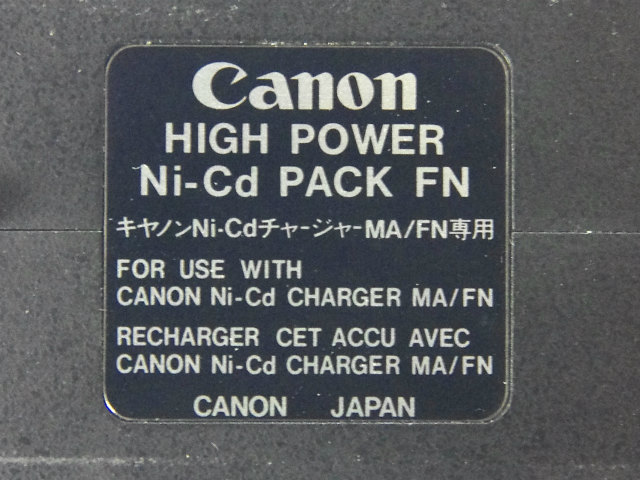 Canon
HIGH POWER
Ni-Cd PACK FN
キヤノンNi-Cdチャージャー MA/FN専用
FOR USE WITH
CANON Ni-Cd CHARGER MA/FN
RECHARGER CET ACCU AVEC
CANON Ni-Cd CHARGER MA/FN
CANON JAPAN